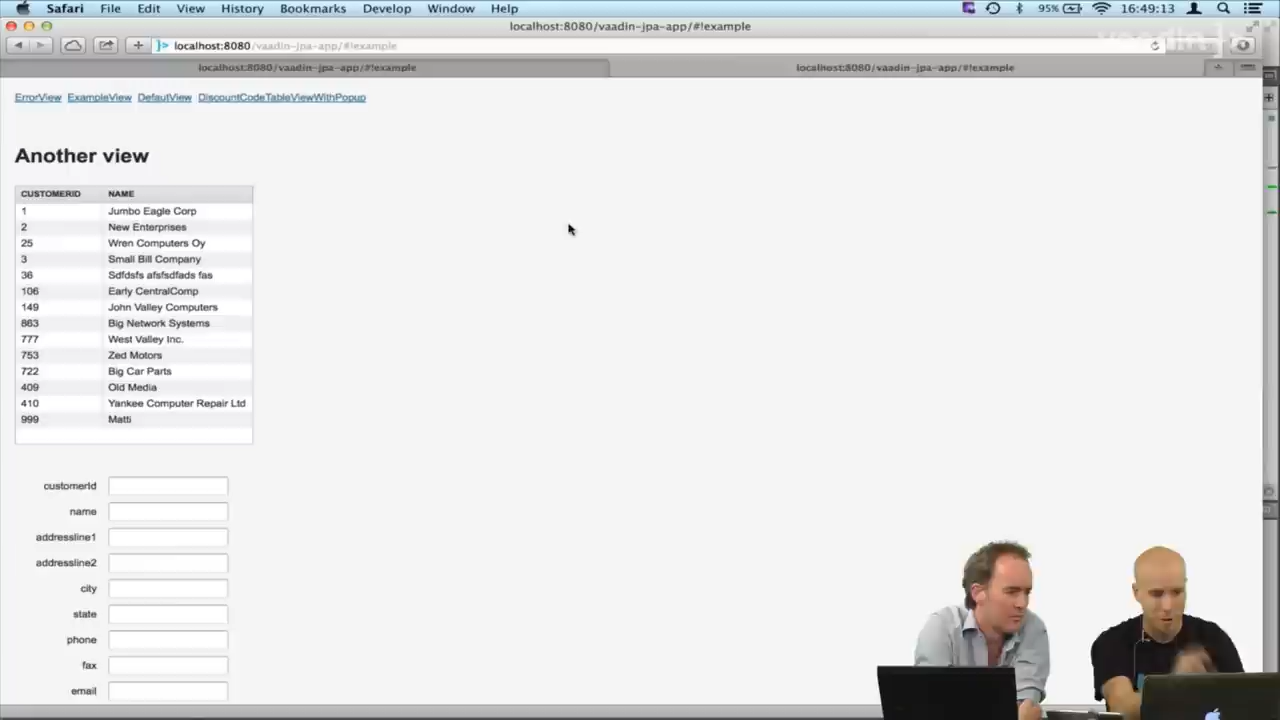 Safari File Edit View History Bookmarks Develop Window Help 95% 16:49:13
localhost:8080/vaadin-jpa-app/#!example
localhost:8080/vaadin-jpa-app/#!example
localhost:8080/vaadin-jpa-app/#!example localhost:8080/vaadin-jpa-app/#!example
ErrorView ExampleView DefautView DiscountCodeTableViewWithPopup
Another view
CUSTOMERID NAME
1 Jumbo Eagle Corp
2 New Enterprises
25 Wren Computers Oy
3 Small Bill Company
36 Sdfdsfs afsfsdfads fas
106 Early CentralComp
149 John Valley Computers
863 Big Network Systems
777 West Valley Inc.
753 Zed Motors
722 Big Car Parts
409 Old Media
410 Yankee Computer Repair Ltd
999 Matti
customerId
name
addressline1
addressline2
city
state
phone
fax
email